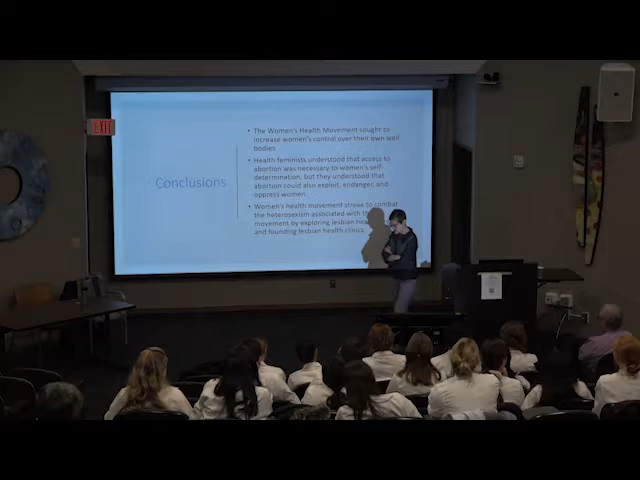 EXIT
Conclusions
• The Women's Health Movement sought to
increase women's control over their own well
bodies
• Health feminists understood that access to
abortion was necessary to women's self-
determination, but they understood that
abortion could also exploit, endanger, and
oppress women.
• Women's health movement strove to combat
the heterosexism associated with
movement by exploring lesbian
and founding lesbian health clinics